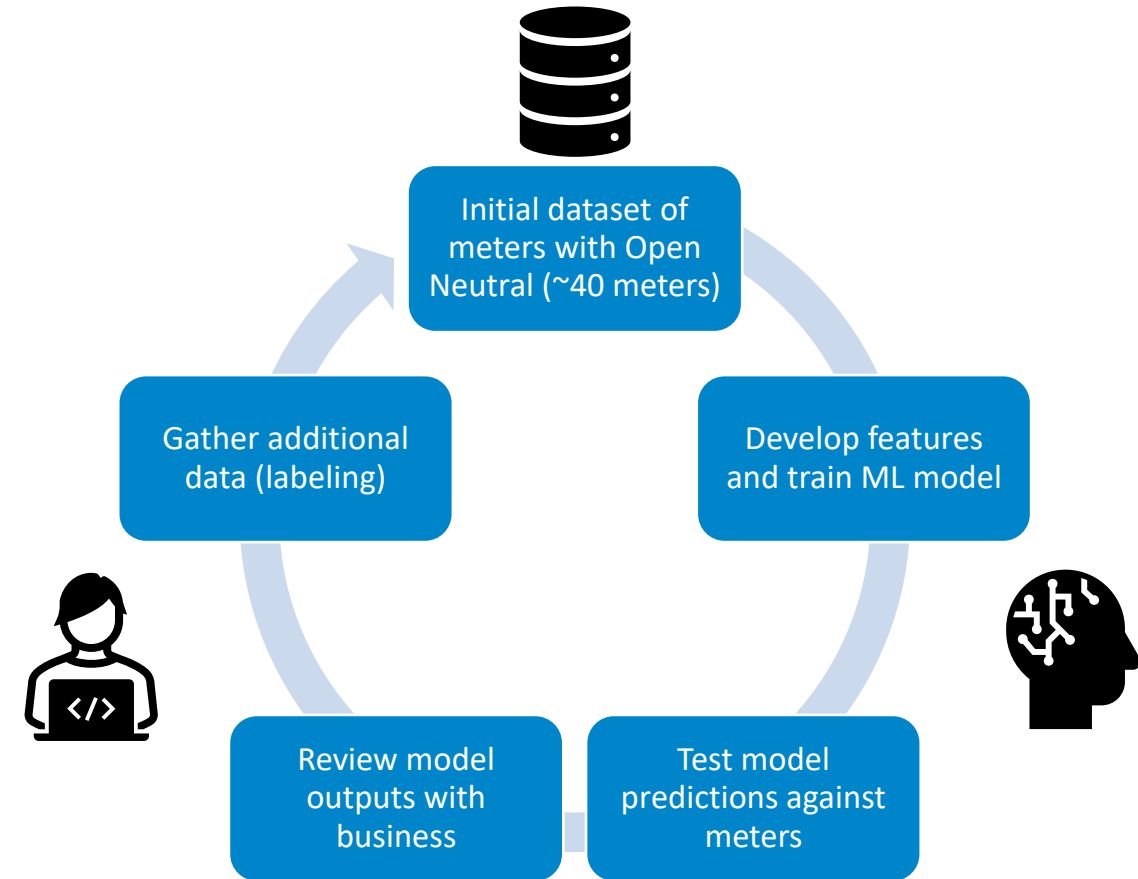 Initial dataset of
meters with Open
Neutral (~40 meters)
Develop features
and train ML model
Test model
predictions against
meters
Review model
outputs with
business
Gather additional
data (labeling)
</>